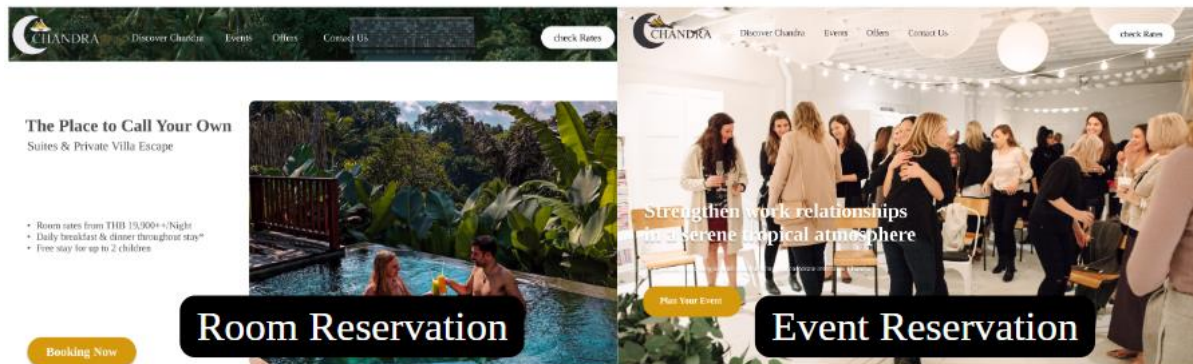 CHANDRA
Discover Chandra
Events
Offers
Contact Us
check Rates
The Place to Call Your Own
Suites & Private Villa Escape
• Room rates from THB 19,900++/Night
• Daily breakfast & dinner throughout stay*
• Free stay for up to 2 children
Booking Now
Room Reservation
CHANDRA
Discover Chandra
Events
Offers
Contact Us
check Rates
Strengthen work relationships
in a serene tropical atmosphere
Plan Your Event
Event Reservation